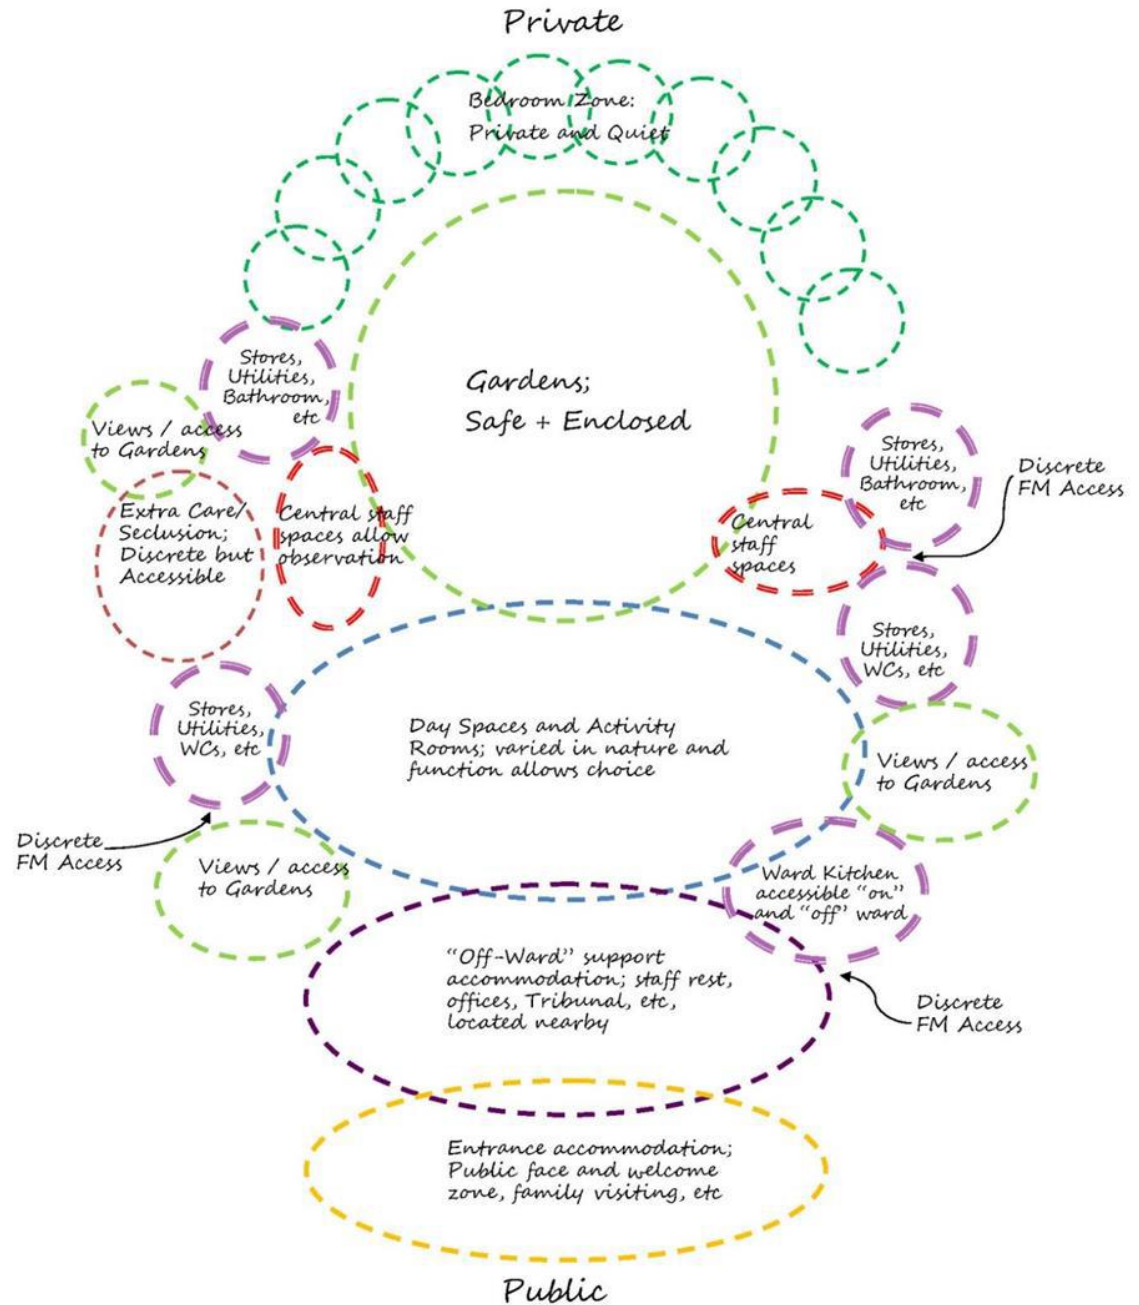 Private
Bedroom Zone:
Private and Quiet
Gardens;
Safe + Enclosed
Stores,
Utilities,
Bathroom,
etc
Views / access
to Gardens
Extra Care/
Seclusion;
Discrete but
Accessible
Central staff
spaces allow
observation
Central
staff
spaces
Stores,
Utilities,
Bathroom,
etc
Discrete
FM Access
Stores,
Utilities,
WCs, etc
Stores,
Utilities,
WCs, etc
Day Spaces and Activity
Rooms; varied in nature and
function allows choice
Views / access
to Gardens
Discrete
FM Access
Views / access
to Gardens
Ward Kitchen
accessible "on"
and "off" ward
"Off-Ward" support
accommodation; staff rest,
offices, Tribunal, etc,
located nearby
Discrete
FM Access
Entrance accommodation;
Public face and welcome
zone, family visiting, etc
Public